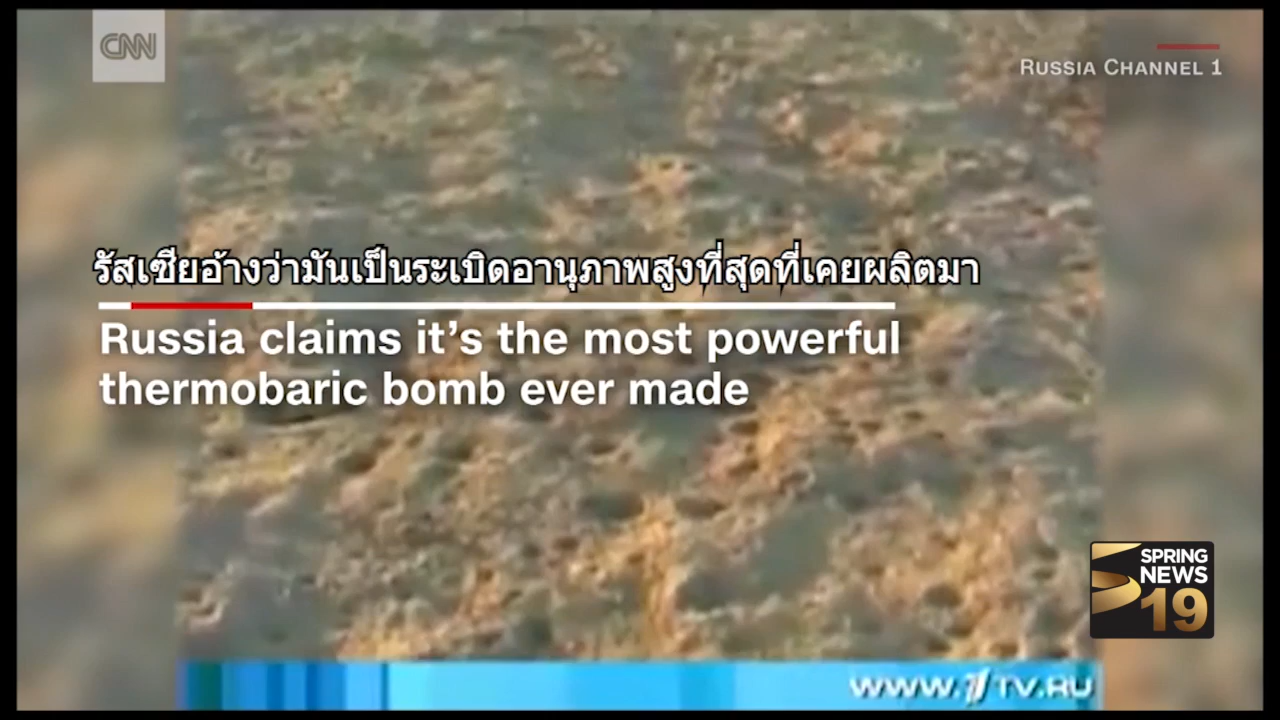 CNN
RUSSIA CHANNEL 1
รัสเซียอ้างว่ามันเป็นระเบิดอานุภาพสูงที่สุดที่เคยผลิตมา
Russia claims it's the most powerful
thermobaric bomb ever made
SPRING
NEWS
19
WWW.1TV.RU